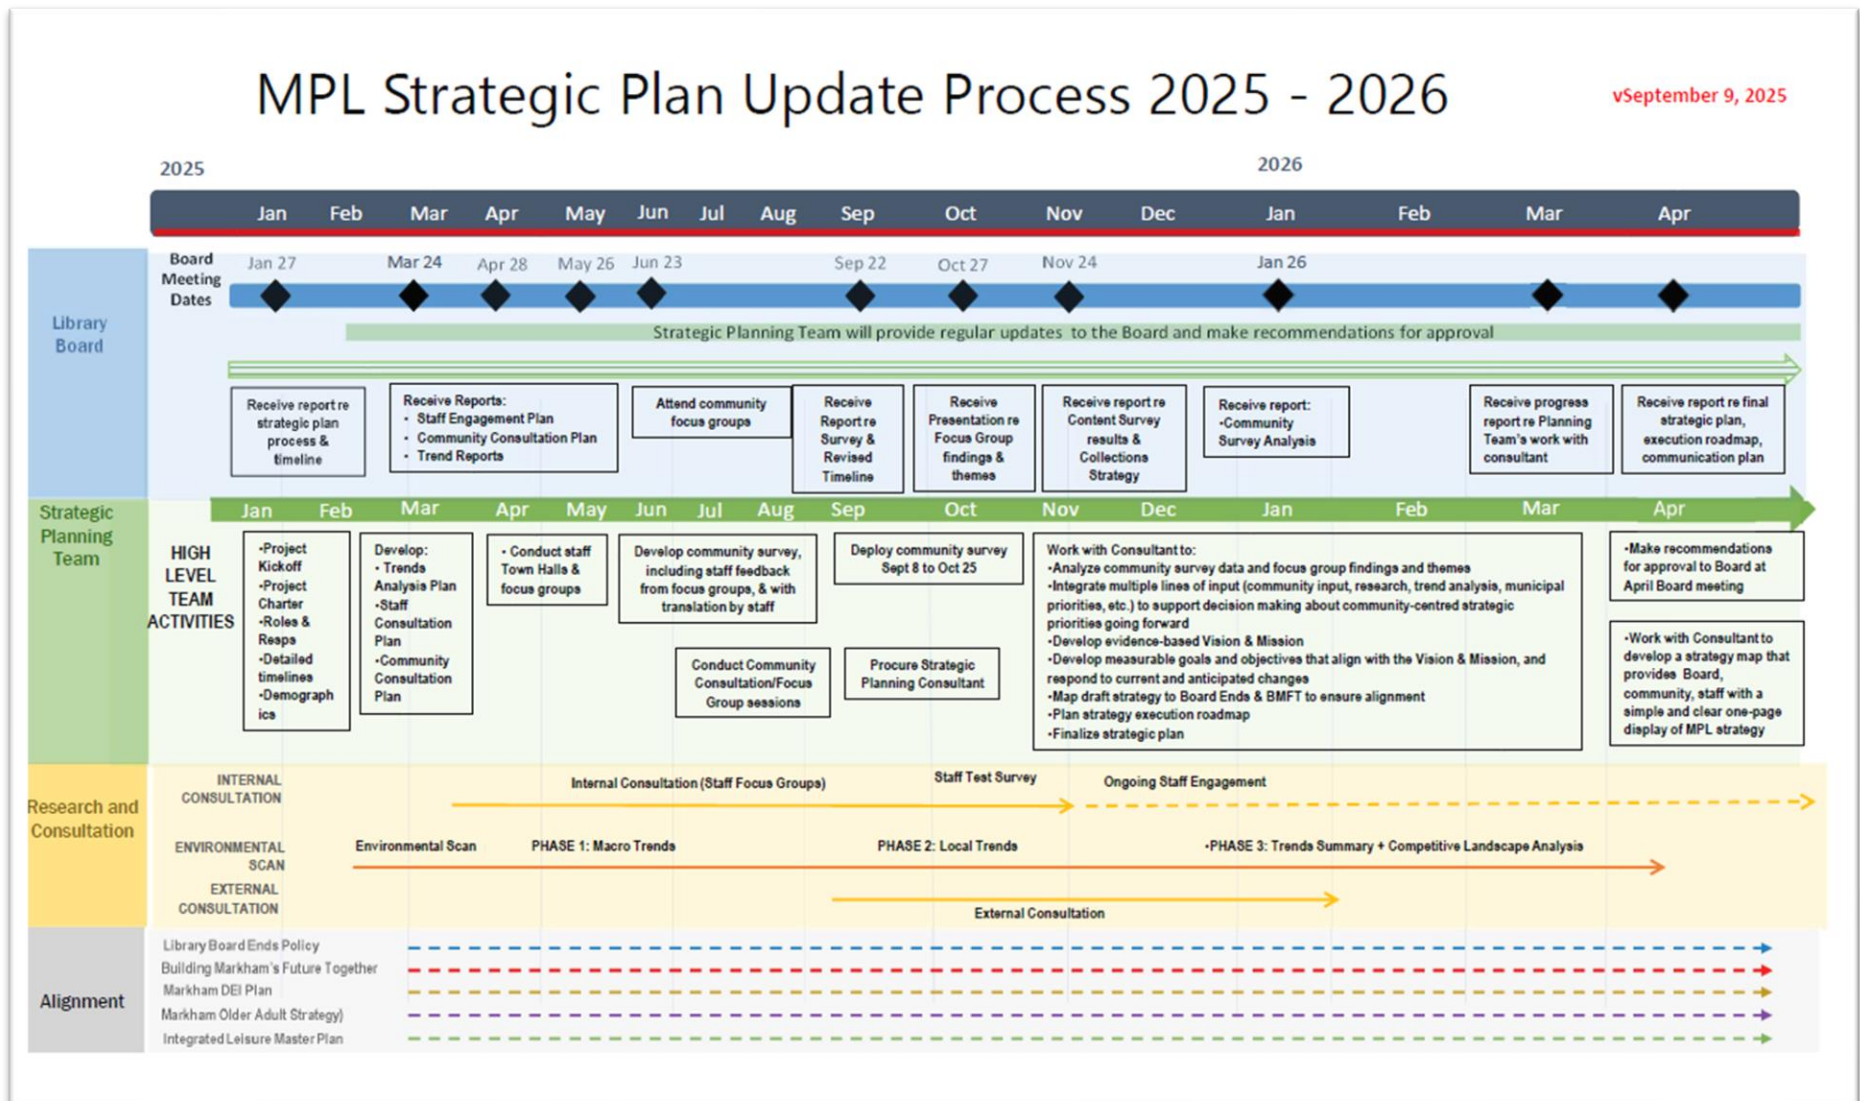 MPL Strategic Plan Update Process 2025 - 2026
vSeptember 9, 2025
2025
2026
Jan Feb Mar Apr May Jun Jul Aug Sep Oct Nov Dec Jan Feb Mar Apr
Library
Board
Board
Meeting
Dates
Jan 27 Mar 24 Apr 28 May 26 Jun 23 Sep 22 Oct 27 Nov 24 Jan 26
Strategic Planning Team will provide regular updates to the Board and make recommendations for approval
Receive report re
strategic plan
process &
timeline
Receive Reports:
• Staff Engagement Plan
• Community Consultation Plan
• Trend Reports
Attend community
focus groups
Receive
Report re
Survey &
Revised
Timeline
Receive
Presentation re
Focus Group
findings &
themes
Receive report re
Content Survey
results &
Collections
Strategy
Receive report:
•Community
Survey Analysis
Receive progress
report re Planning
Team's work with
consultant
Receive report re final
strategic plan,
execution roadmap,
communication plan
Strategic
Planning
Team
Jan Feb Mar Apr May Jun Jul Aug Sep Oct Nov Dec Jan Feb Mar Apr
HIGH
LEVEL
TEAM
ACTIVITIES
•Project
Kickoff
•Project
Charter
•Roles &
Resps
•Detailed
timelines
•Demograph
ics
Develop:
• Trends
Analysis Plan
•Staff
Consultation
Plan
•Community
Consultation
Plan
• Conduct staff
Town Halls &
focus groups
Develop community survey,
including staff feedback
from focus groups, & with
translation by staff
Conduct Community
Consultation/Focus
Group sessions
Deploy community survey
Sept 8 to Oct 25
Procure Strategic
Planning Consultant
Work with Consultant to:
•Analyze community survey data and focus group findings and themes
•Integrate multiple lines of input (community input, research, trend analysis, municipal
priorities, etc.) to support decision making about community-centred strategic
priorities going forward
•Develop evidence-based Vision & Mission
•Develop measurable goals and objectives that align with the Vision & Mission, and
respond to current and anticipated changes
•Map draft strategy to Board Ends & BMFT to ensure alignment
•Plan strategy execution roadmap
•Finalize strategic plan
•Make recommendations
for approval to Board at
April Board meeting
•Work with Consultant to
develop a strategy map that
provides Board,
community, staff with a
simple and clear one-page
display of MPL strategy
Research and
Consultation
INTERNAL
CONSULTATION
Internal Consultation (Staff Focus Groups)
Staff Test Survey
Ongoing Staff Engagement
ENVIRONMENTAL
SCAN
Environmental Scan
PHASE 1: Macro Trends
PHASE 2: Local Trends
•PHASE 3: Trends Summary + Competitive Landscape Analysis
EXTERNAL
CONSULTATION
External Consultation
Alignment
Library Board Ends Policy
Building Markham's Future Together
Markham DEI Plan
Markham Older Adult Strategy)
Integrated Leisure Master Plan